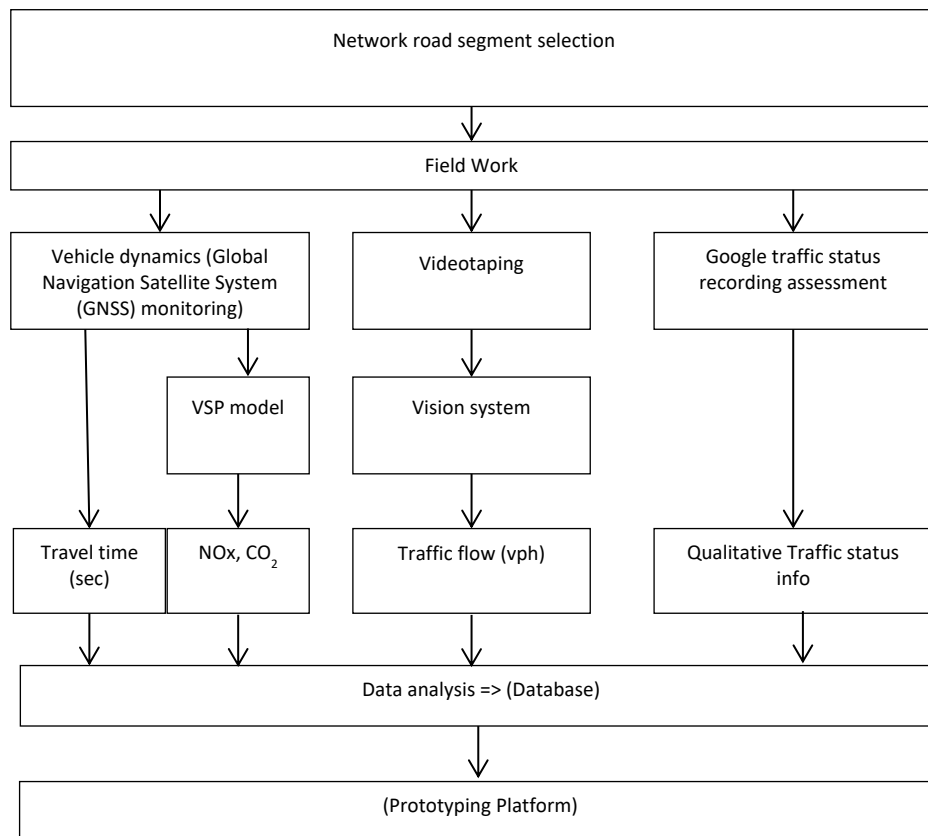 Network road segment selection
Field Work
Vehicle dynamics (Global
Navigation Satellite System
(GNSS) monitoring)
Videotaping
Google traffic status
recording assessment
VSP model
Vision system
Travel time
(sec)
NOx, CO₂
Traffic flow (vph)
Qualitative Traffic status
info
Data analysis => (Database)
(Prototyping Platform)